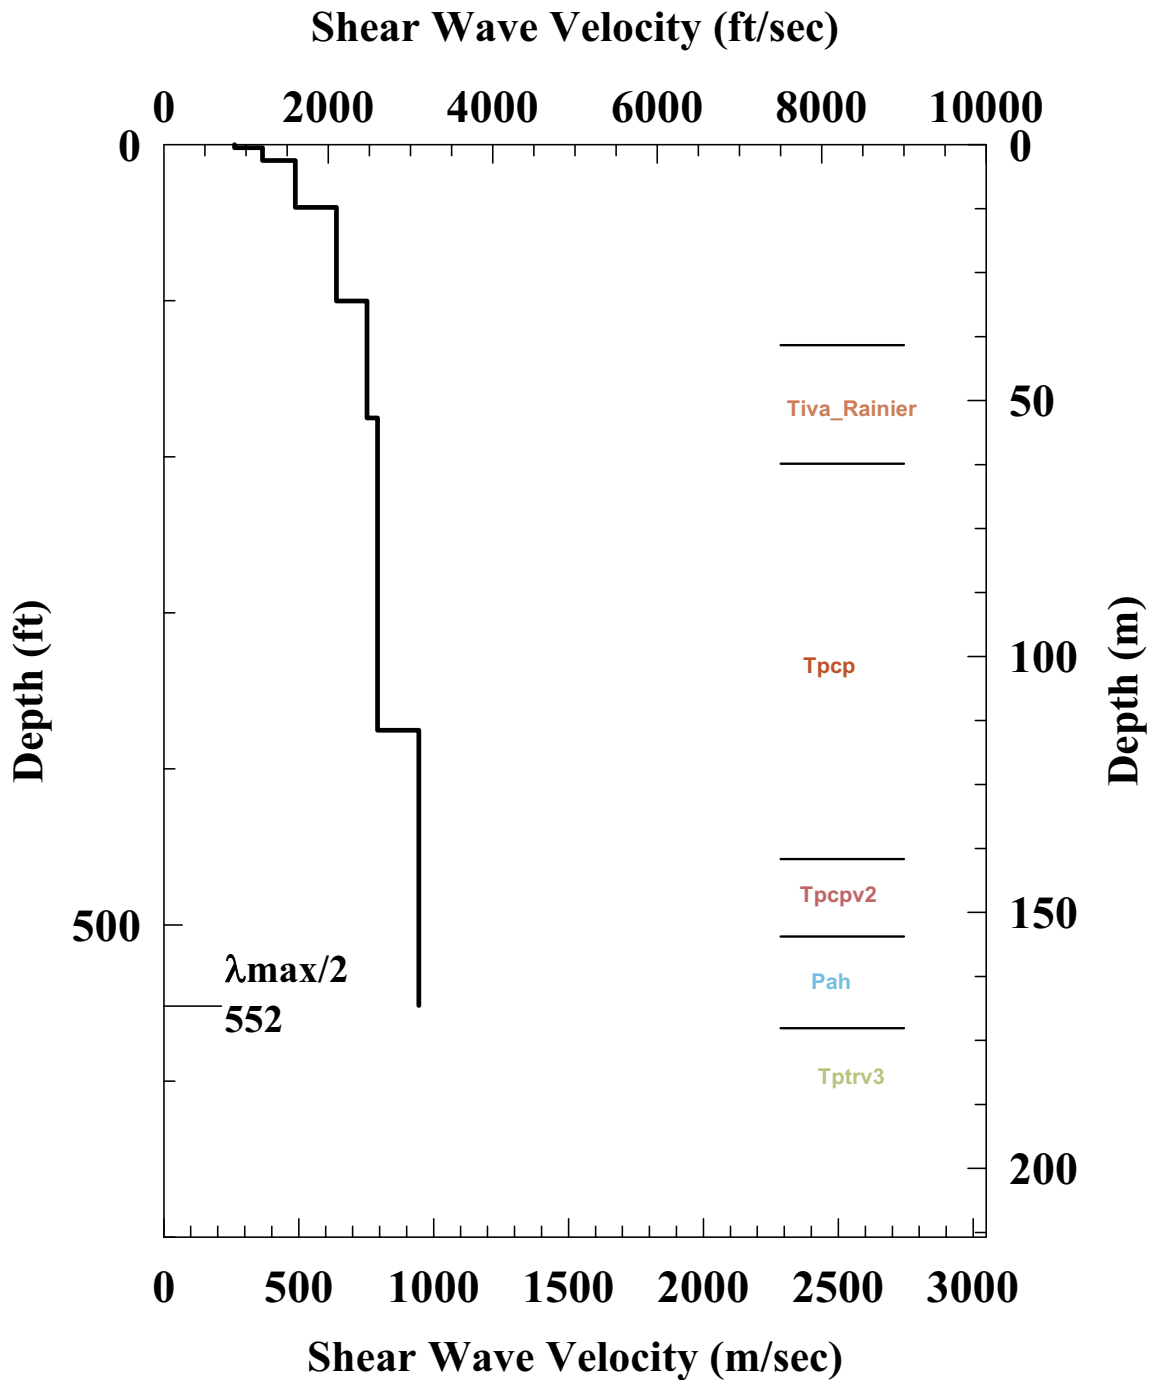 Shear Wave Velocity (ft/sec)
0 2000 4000 6000 8000 10000
0 0
Tiva_Rainier
50
Depth (ft)
Depth (m)
Tpcp
100
Tpcpv2
150
500
λmax/2
552
Pah
Tptrv3
200
0 500 1000 1500 2000 2500 3000
Shear Wave Velocity (m/sec)